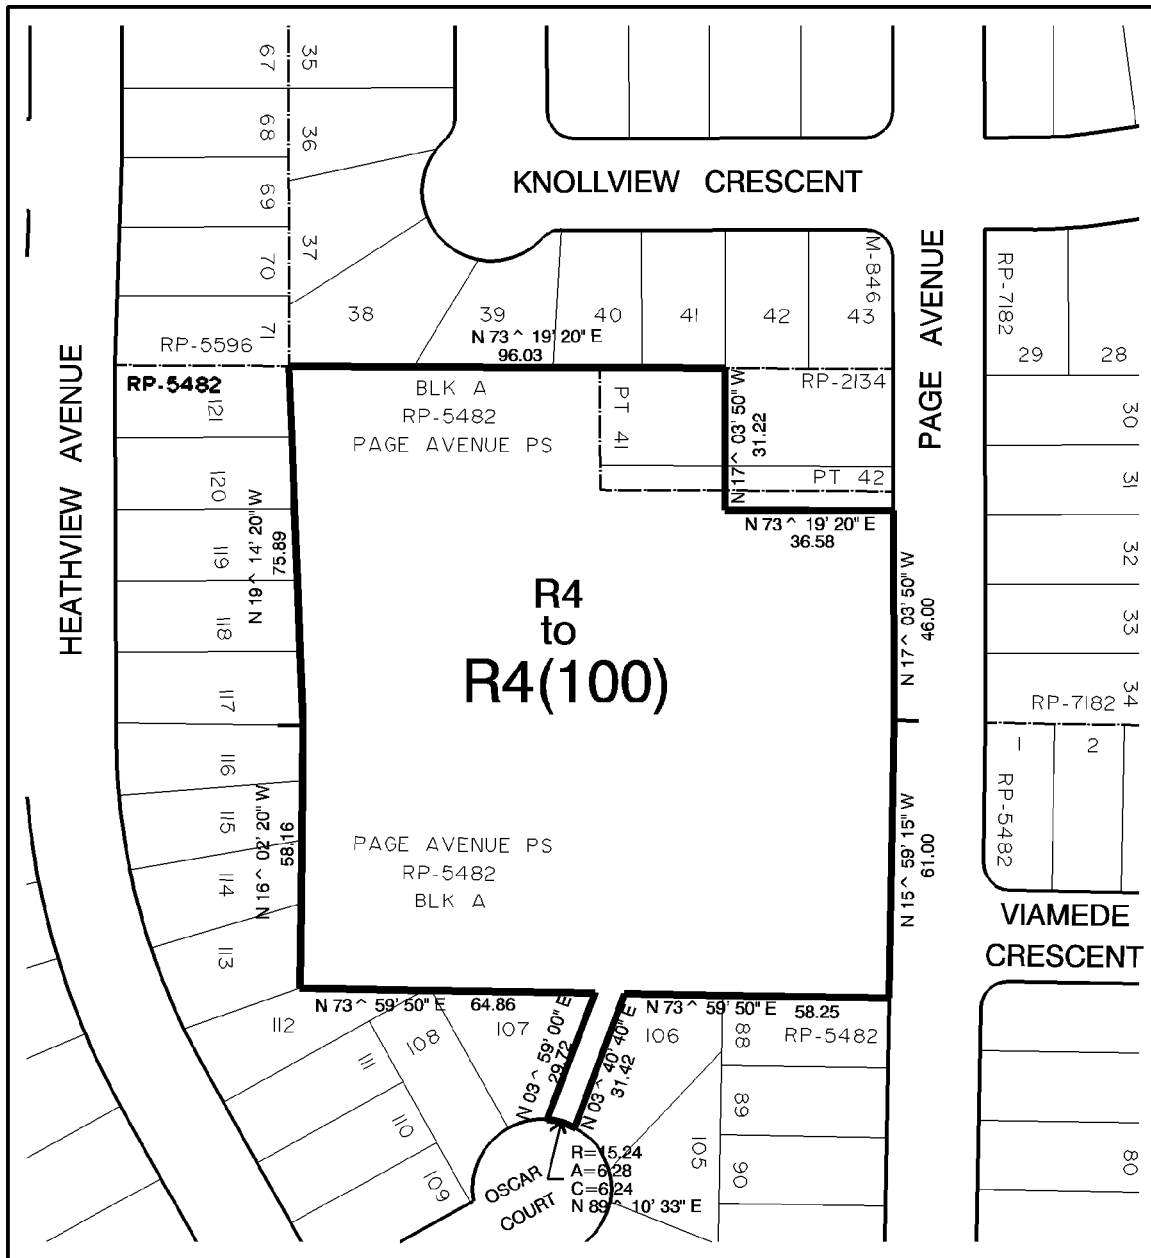 67
35
68
36
69
37
70
71
KNOLLVIEW CRESCENT
M-846
PAGE AVENUE
RP-7182
29
28
38
39
40
41
42
43
N 73 ^ 19' 20" E
96.03
RP-5596
RP-5482
HEATHVIEW AVENUE
BLK A
RP-5482
PAGE AVENUE PS
PT 41
N 17 ^ 03' 50" W
31.22
RP-2134
PT 42
N 73 ^ 19' 20" E
36.58
121
120
119
118
117
116
115
114
113
N 19 ^ 14' 20" W
75.89
R4
to
R4(100)
N 17 ^ 03' 50" W
46.00
30
31
32
33
34
RP-7182
1
2
RP-5482
N 16 ^ 02' 20" W
58.16
PAGE AVENUE PS
RP-5482
BLK A
N 15 ^ 59' 15" W
61.00
VIAMEDE
CRESCENT
N 73 ^ 59' 50" E
64.86
N 73 ^ 59' 50" E
58.25
112
111
110
109
108
107
N 03 ^ 59' 00" E
29.72
N 03 ^ 40' 40" E
31.42
106
105
88
89
90
RP-5482
80
OSCAR
COURT
R=15.24
A=6.28
C=6.24
N 89 ^ 10' 33" E